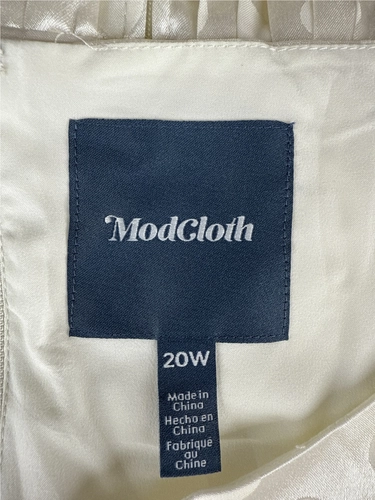 ModCloth
20W
Made in
China
Hecho en
China
Fabriqué
au
Chine